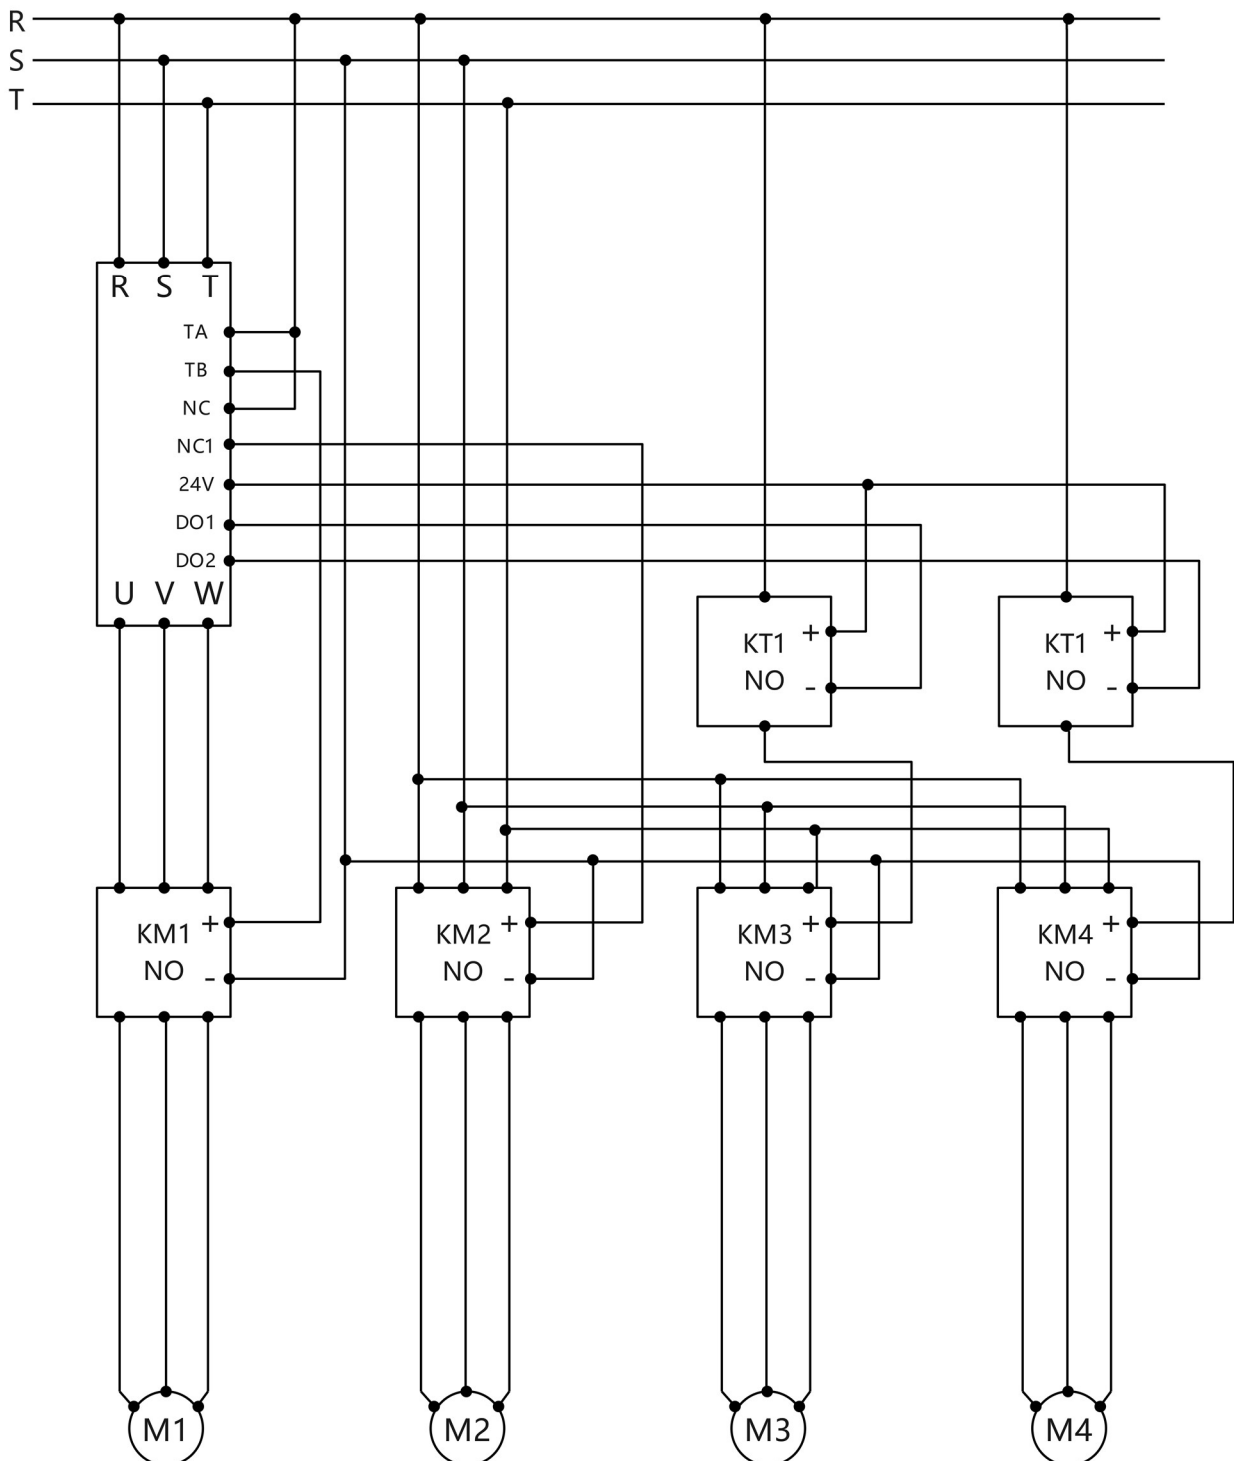 R
S
T
R S T
TA
TB
NC
NC1
24V
DO1
DO2
U V W
KT1 +
NO -
KT1 +
NO -
KM1 +
NO -
KM2 +
NO -
KM3 +
NO -
KM4 +
NO -
M1
M2
M3
M4